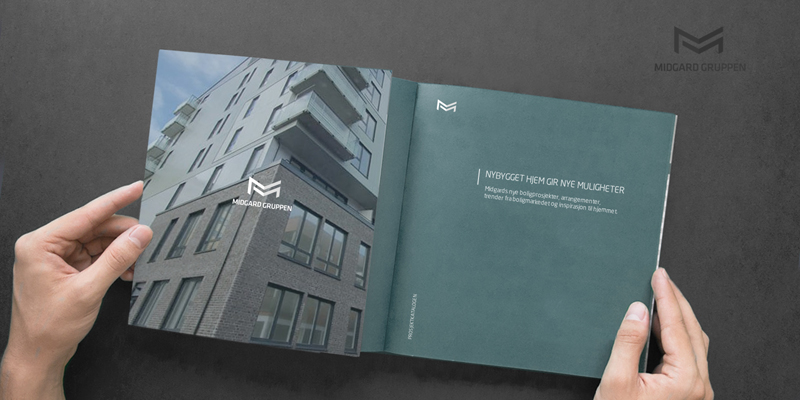 MIDGARD GRUPPEN
MIDGARD GRUPPEN
NYBYGGET HJEM GIR NYE MULIGHETER
Midgards nye boligprosjekter, arrangementer,
trender fra boligmarkedet og inspirasjon til hjemmet.
PROSJEKTKATALOGEN